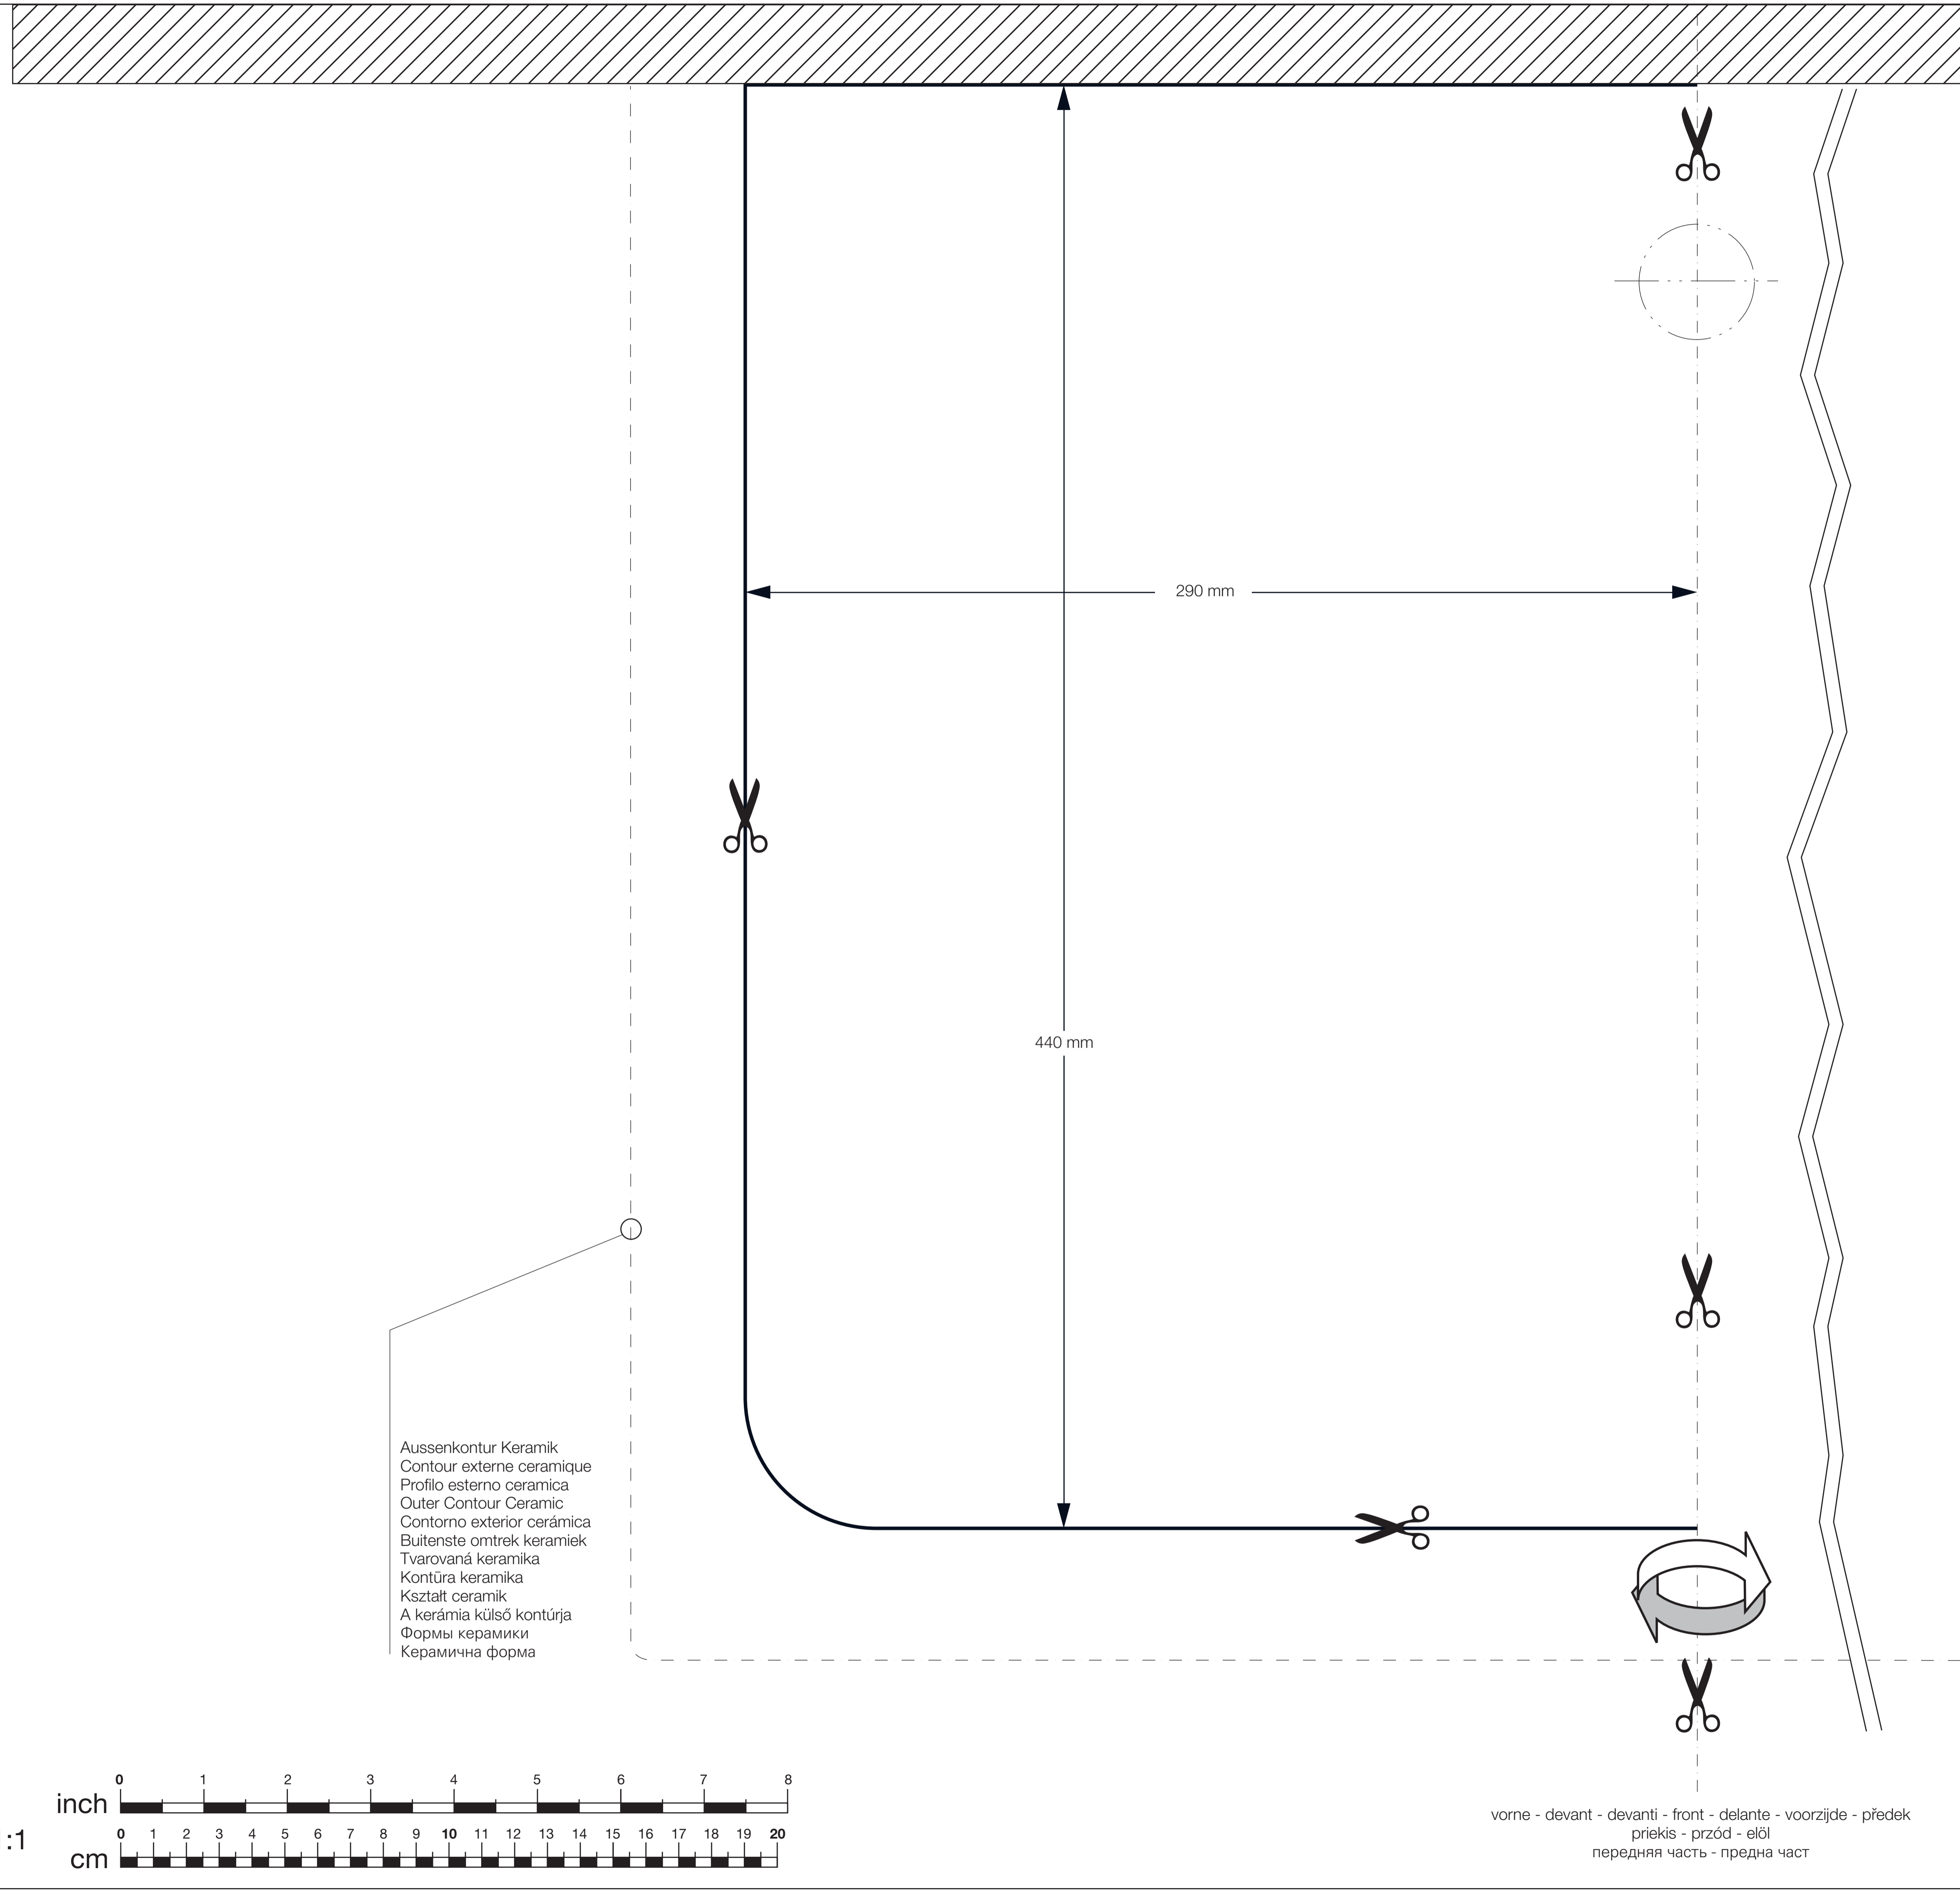 290 mm
440 mm
Aussenkontur Keramik
Contour externe ceramique
Profilo esterno ceramica
Outer Contour Ceramic
Contorno exterior cerámica
Buitenste omtrek keramiek
Tvarovaná keramika
Kontūra keramika
Kształt ceramik
A kerámia külső kontúrja
Формы керамики
Керамична форма
0 1 2 3 4 5 6 7 8
inch
:1
0 1 2 3 4 5 6 7 8 9 10 11 12 13 14 15 16 17 18 19 20
cm
vorne - devant - devanti - front - delante - voorzijde - předek
priekis - przód - elöl
передняя часть - предна част